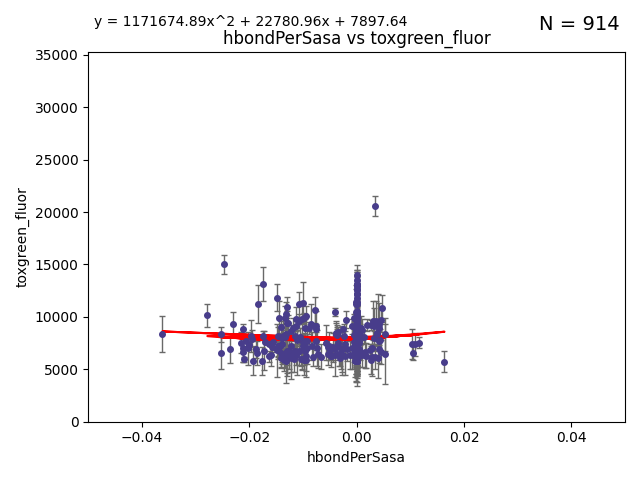 y = 1171674.89x^2 + 22780.96x + 7897.64
N = 914
hbondPerSasa vs toxgreen_fluor
toxgreen_fluor
35000
30000
25000
20000
15000
10000
5000
0
−0.04
−0.02
0.00
0.02
0.04
hbondPerSasa